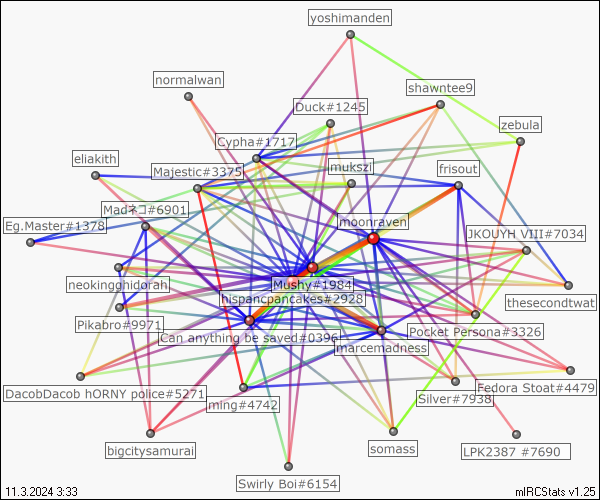 yoshimanden
normalwan
shawntee9
Duck#1245
zebula
Cypha#1717
eliakith
Majestic#3375
mukszi
frisout
Madネコ#6901
Eg.Master#1378
moonraven
JKOUYH VIII#7034
neokingghidorah
Mushy#1984
hispancpancakes#2928
thesecondtwat
Pikabro#9971
Can anything be saved#0396
Pocket Persona#3326
marcemadness
DacobDacob hORNY police#5271
ming#4742
Silver#7938
Fedora Stoat#4479
bigcitysamurai
somass
LPK2387 #7690
Swirly Boi#6154
11.3.2024 3:33
mIRCStats v1.25